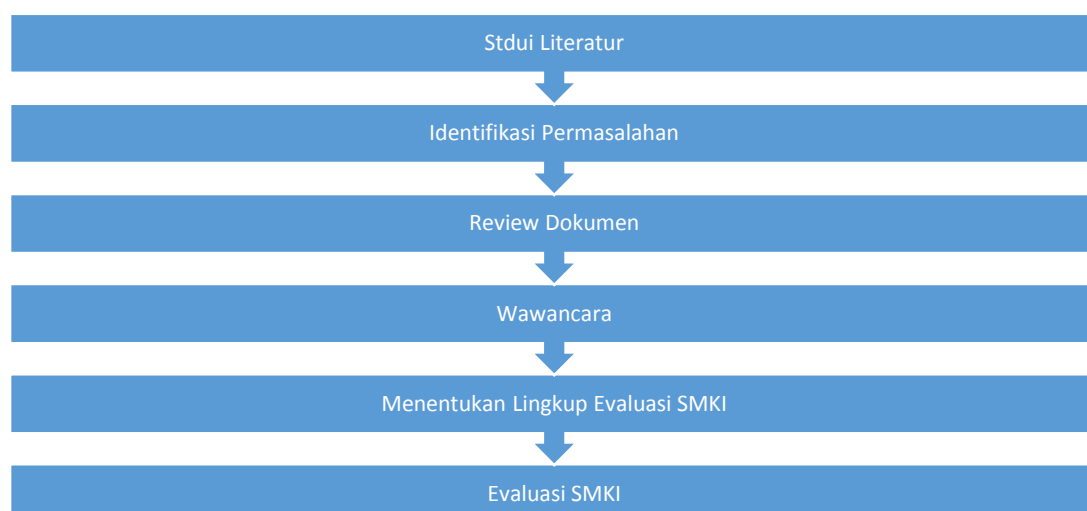 Stdui Literatur
Identifikasi Permasalahan
Review Dokumen
Wawancara
Menentukan Lingkup Evaluasi SMKI
Evaluasi SMKI